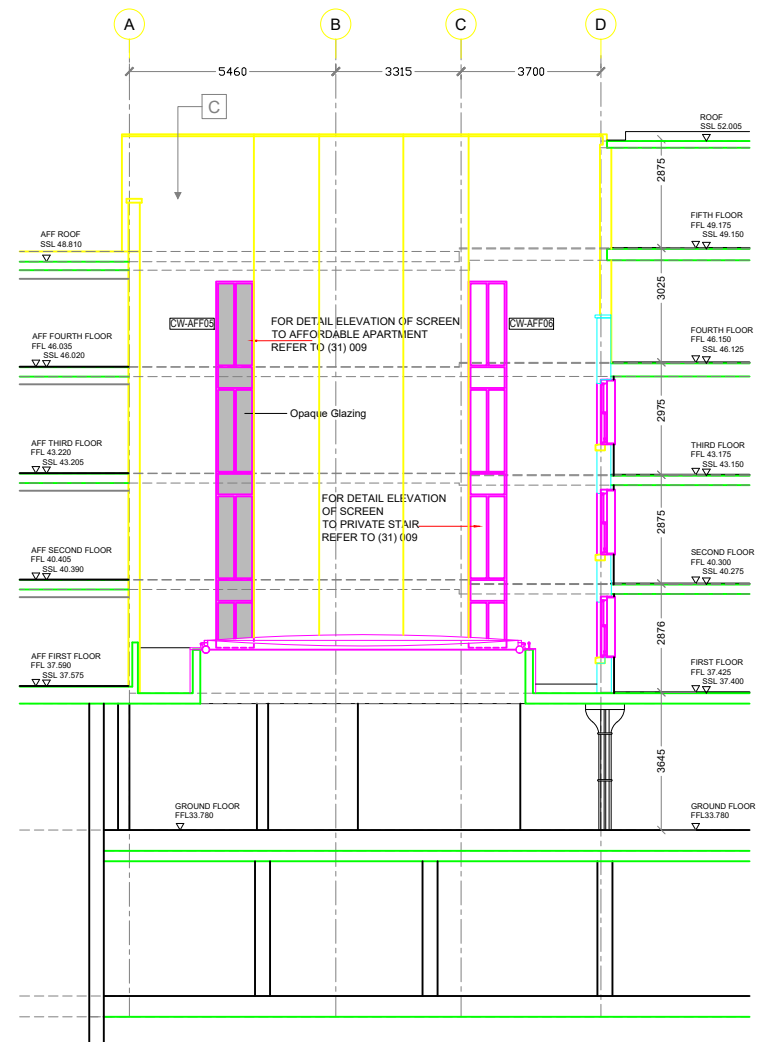 A
B
C
D
5460
3315
3700
C
ROOF
SSL 52.005
2875
AFF ROOF
SSL 48.810
FIFTH FLOOR
FFL 49.175
SSL 49.150
3025
CW-AFF05
FOR DETAIL ELEVATION OF SCREEN
TO AFFORDABLE APARTMENT
REFER TO (31) 009
CW-AFF06
AFF FOURTH FLOOR
FFL 46.035
SSL 46.020
FOURTH FLOOR
FFL 46.150
SSL 46.125
2975
Opaque Glazing
AFF THIRD FLOOR
FFL 43.220
SSL 43.205
THIRD FLOOR
FFL 43.175
SSL 43.150
FOR DETAIL ELEVATION
OF SCREEN
TO PRIVATE STAIR
REFER TO (31) 009
2875
AFF SECOND FLOOR
FFL 40.405
SSL 40.390
SECOND FLOOR
FFL 40.300
SSL 40.275
2876
AFF FIRST FLOOR
FFL 37.590
SSL 37.575
FIRST FLOOR
FFL 37.425
SSL 37.400
3645
GROUND FLOOR
FFL33.780
GROUND FLOOR
FFL33.780